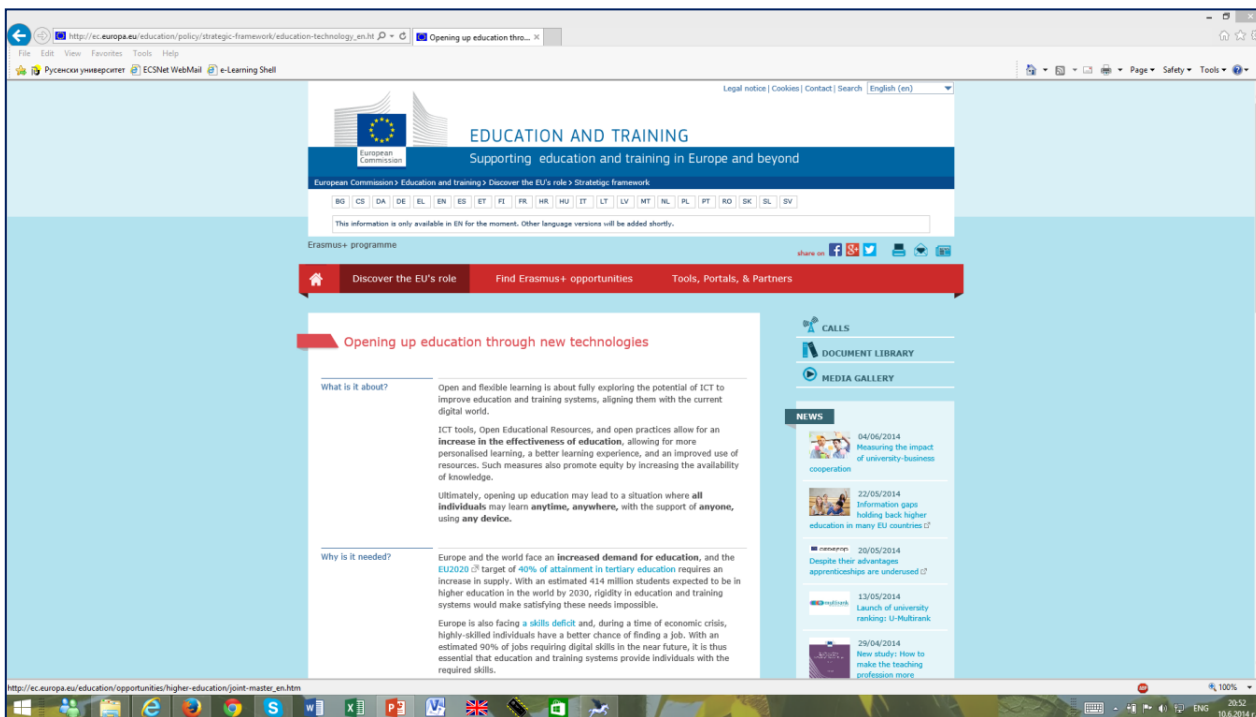 http://ec.europa.eu/education/policy/strategic-framework/education-technology_en.ht
Opening up education thro...
File Edit View Favorites Tools Help
Русенски университет ECSNet WebMail e-Learning Shell
Page Safety Tools
Legal notice | Cookies | Contact | Search English (en)
European
Commission
EDUCATION AND TRAINING
Supporting education and training in Europe and beyond
European Commission > Education and training > Discover the EU's role > Stratetigc framework
BG CS DA DE EL EN ES ET FI FR HR HU IT LT LV MT NL PL PT RO SK SL SV
This information is only available in EN for the moment. Other language versions will be added shortly.
Erasmus+ programme
share on
Discover the EU's role Find Erasmus+ opportunities Tools, Portals, & Partners
Opening up education through new technologies
What is it about?
Open and flexible learning is about fully exploring the potential of ICT to
improve education and training systems, aligning them with the current
digital world.
ICT tools, Open Educational Resources, and open practices allow for an
increase in the effectiveness of education, allowing for more
personalised learning, a better learning experience, and an improved use of
resources. Such measures also promote equity by increasing the availability
of knowledge.
Ultimately, opening up education may lead to a situation where all
individuals may learn anytime, anywhere, with the support of anyone,
using any device.
Why is it needed?
Europe and the world face an increased demand for education, and the
EU2020 target of 40% of attainment in tertiary education requires an
increase in supply. With an estimated 414 million students expected to be in
higher education in the world by 2030, rigidity in education and training
systems would make satisfying these needs impossible.
Europe is also facing a skills deficit and, during a time of economic crisis,
highly-skilled individuals have a better chance of finding a job. With an
estimated 90% of jobs requiring digital skills in the near future, it is thus
essential that education and training systems provide individuals with the
required skills.
CALLS
DOCUMENT LIBRARY
MEDIA GALLERY
NEWS
04/06/2014
Measuring the impact
of university-business
cooperation
22/05/2014
Information gaps
holding back higher
education in many EU countries
20/05/2014
Despite their advantages
apprenticeships are underused
13/05/2014
Launch of university
ranking: U-Multirank
29/04/2014
New study: How to
make the teaching
profession more
http://ec.europa.eu/education/opportunities/higher-education/joint-master_en.htm
100%
ENG
20:52
10.6.2014 г.